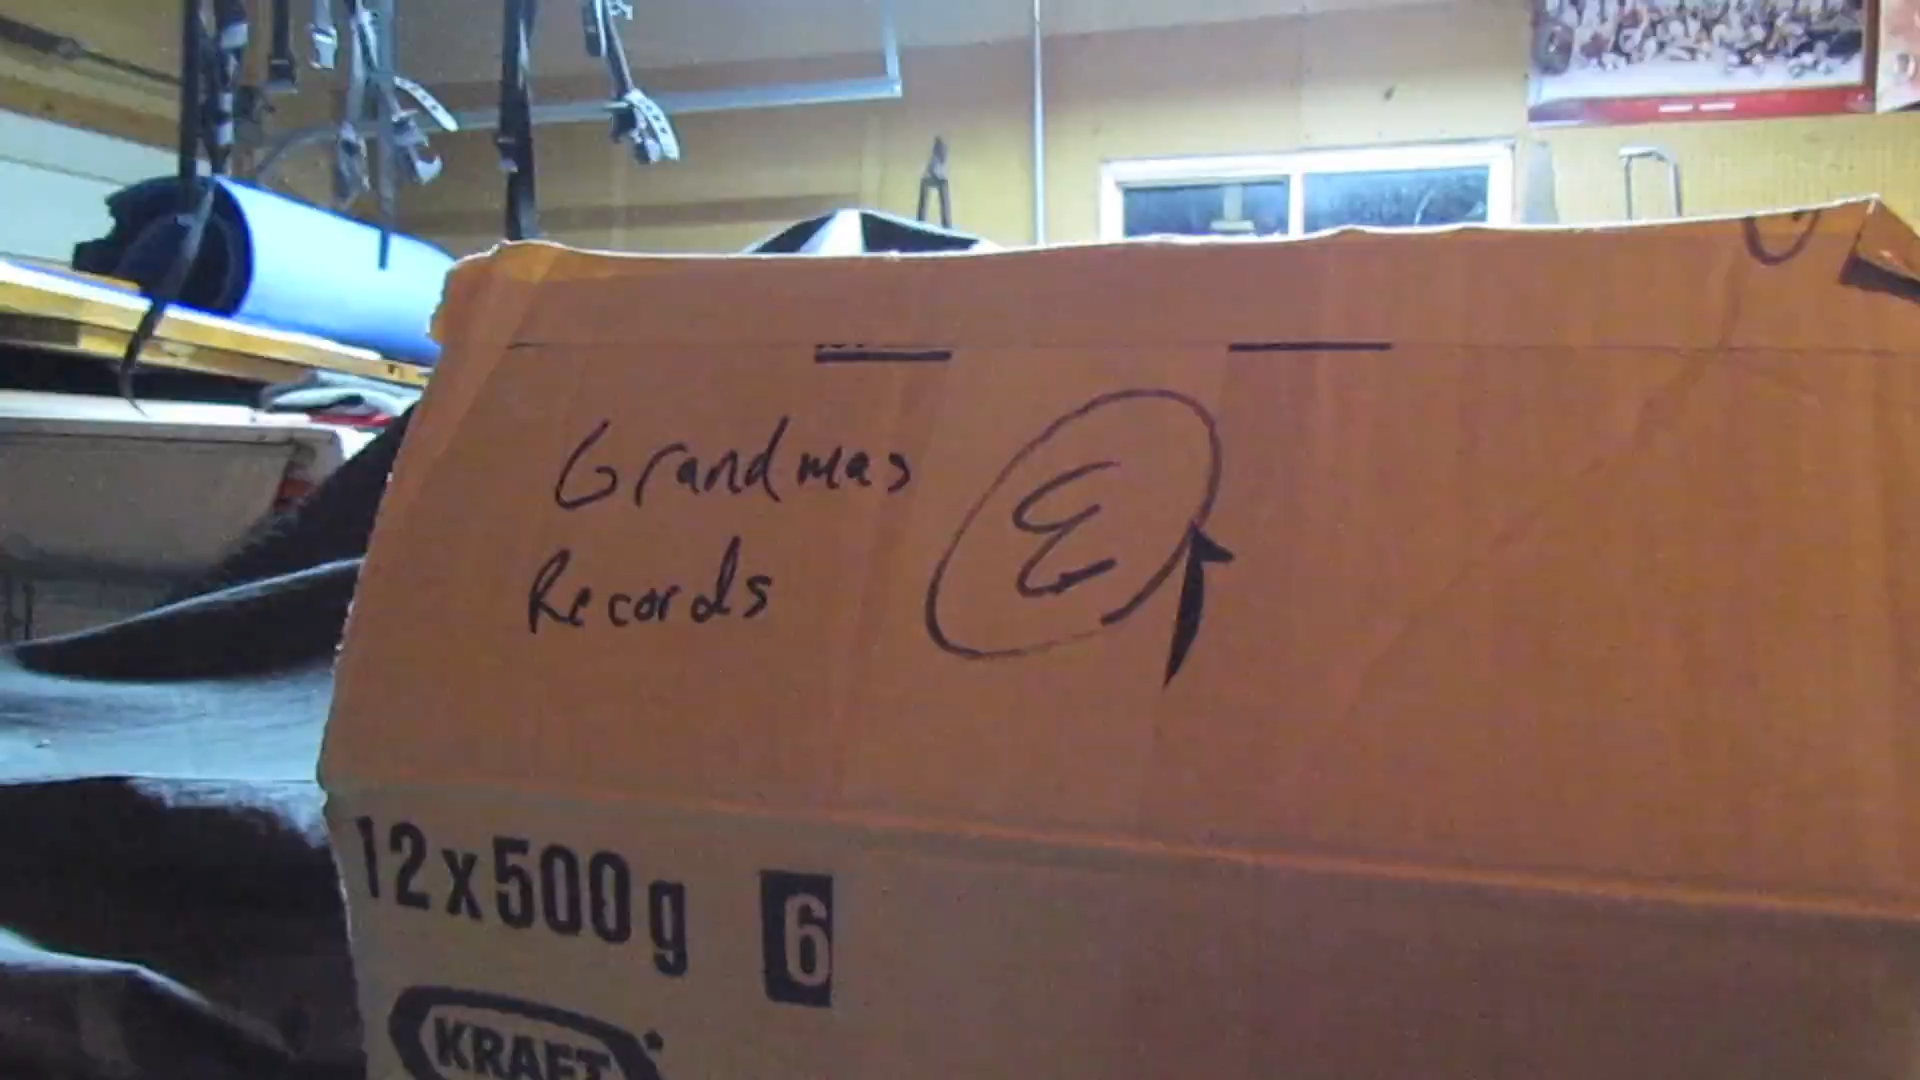 Grandmas
Records
E
12x500g 6
KRAFT